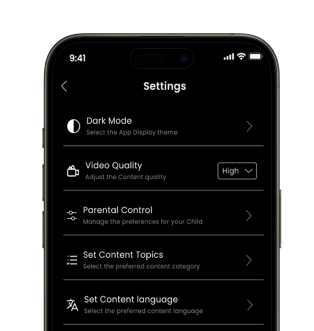 9:41
Settings
Dark Mode
Select the App Display theme
Video Quality
Adjust the Content quality
High
Parental Control
Manage the preferences for your Child
Set Content Topics
Select the preferred content category
Set Content language
Select the preferred content language